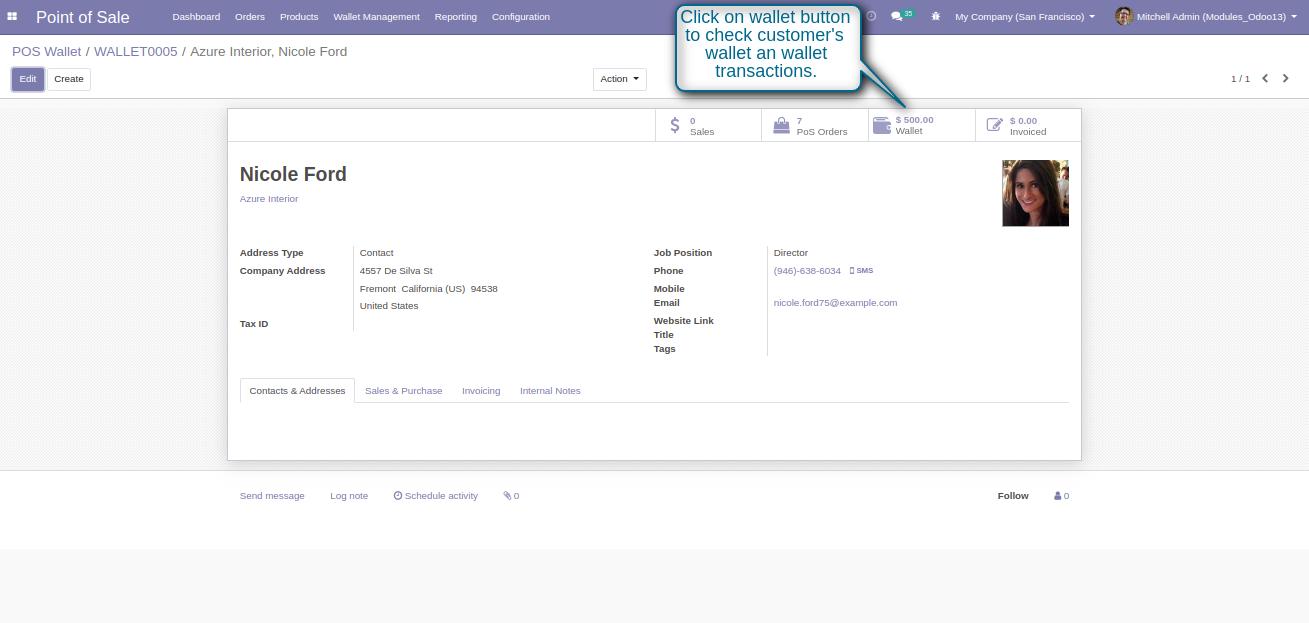 Point of Sale
Dashboard Orders Products Wallet Management Reporting Configuration
35
My Company (San Francisco)
Mitchell Admin (Modules_Odoo13)
Click on wallet button
to check customer's
wallet an wallet
transactions.
POS Wallet / WALLET0005 / Azure Interior, Nicole Ford
Edit Create
Action
1 / 1
0
Sales
7
PoS Orders
$ 500.00
Wallet
$ 0.00
Invoiced
Nicole Ford
Azure Interior
Address Type Contact
Company Address 4557 De Silva St
Fremont California (US) 94538
United States
Tax ID
Job Position Director
Phone (946)-638-6034 SMS
Mobile
Email nicole.ford75@example.com
Website Link
Title
Tags
Contacts & Addresses Sales & Purchase Invoicing Internal Notes
Send message Log note Schedule activity 0
Follow 0